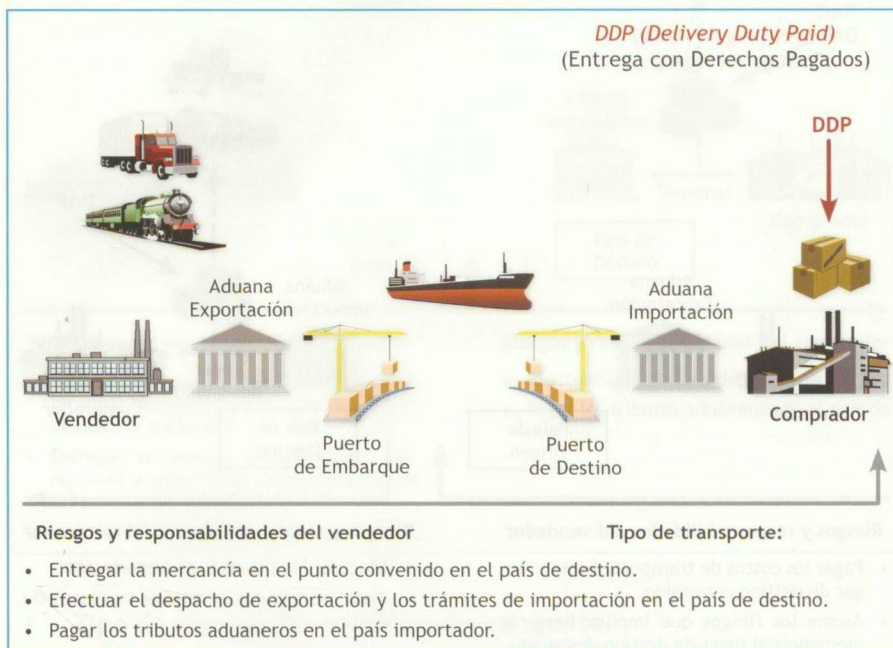 DDP (Delivery Duty Paid)
(Entrega con Derechos Pagados)
DDP
Aduana
Exportación
Aduana
Importación
Vendedor
Puerto
de Embarque
Puerto
de Destino
Comprador
Riesgos y responsabilidades del vendedor
Tipo de transporte:
• Entregar la mercancía en el punto convenido en el país de destino.
• Efectuar el despacho de exportación y los trámites de importación en el país de destino.
• Pagar los tributos aduaneros en el país importador.